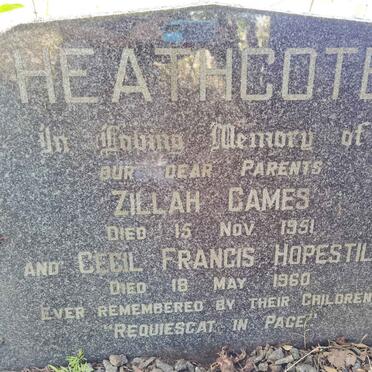 HEATHCOTE
In Loving Memory of
OUR DEAR PARENTS
ZILLAH GAMES
DIED 15 NOV. 1951
AND CECIL FRANCIS HOPESTIL
DIED 18 MAY 1960
EVER REMEMBERED BY THEIR CHILDREN
"REQUIESCAT IN PACE"